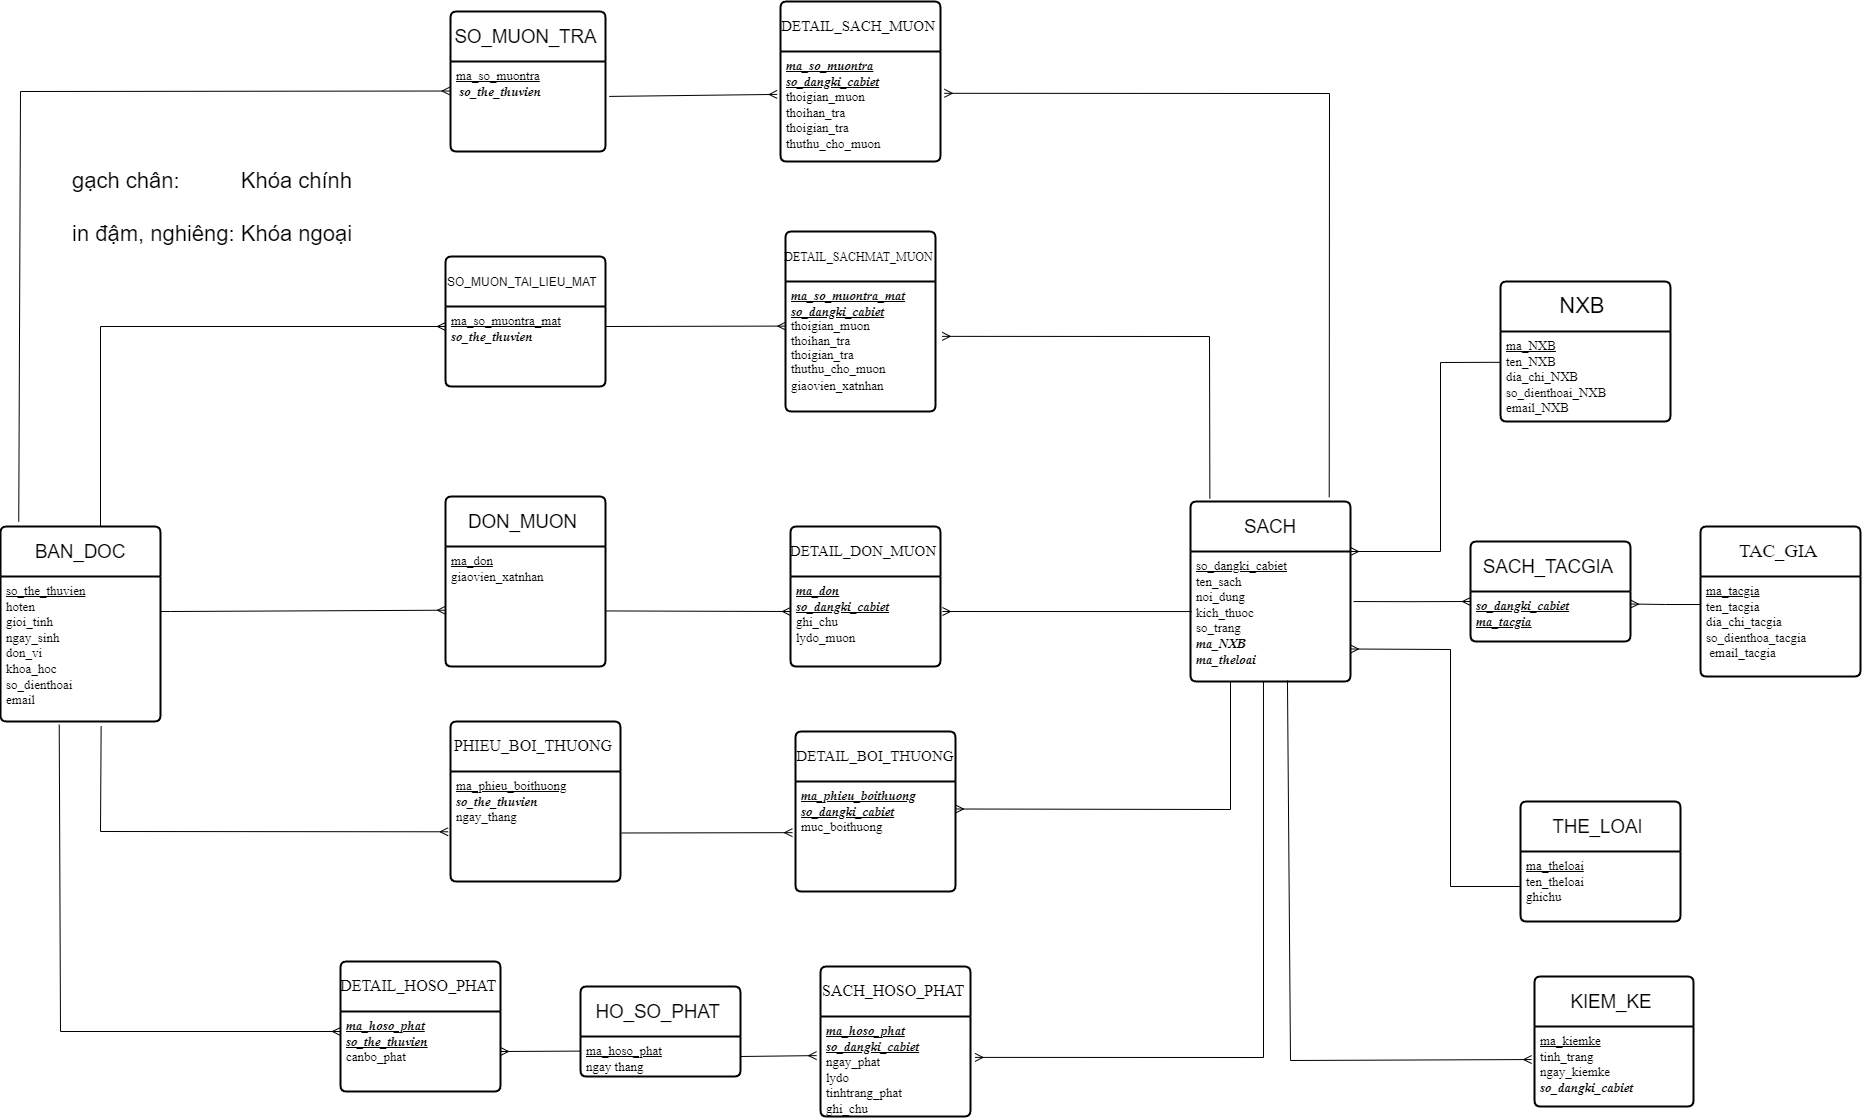 SO_MUON_TRA
ma_so_muontra
so_the_thuvien
DETAIL_SACH_MUON
ma_so_muontra
so_dangki_cabiet
thoigian_muon
thoihan_tra
thoigian_tra
thuthu_cho_muon
gạch chân: Khóa chính
in đậm, nghiêng: Khóa ngoại
SO_MUON_TAI_LIEU_MAT
ma_so_muontra_mat
so_the_thuvien
DETAIL_SACHMAT_MUON
ma_so_muontra_mat
so_dangki_cabiet
thoigian_muon
thoihan_tra
thoigian_tra
thuthu_cho_muon
giaovien_xatnhan
NXB
ma_NXB
ten_NXB
dia_chi_NXB
so_dienthoai_NXB
email_NXB
BAN_DOC
so_the_thuvien
hoten
gioi_tinh
ngay_sinh
don_vi
khoa_hoc
so_dienthoai
email
DON_MUON
ma_don
giaovien_xatnhan
DETAIL_DON_MUON
ma_don
so_dangki_cabiet
ghi_chu
lydo_muon
SACH
so_dangki_cabiet
ten_sach
noi_dung
kich_thuoc
so_trang
ma_NXB
ma_theloai
SACH_TACGIA
so_dangki_cabiet
ma_tacgia
TAC_GIA
ma_tacgia
ten_tacgia
dia_chi_tacgia
so_dienthoa_tacgia
email_tacgia
PHIEU_BOI_THUONG
ma_phieu_boithuong
so_the_thuvien
ngay_thang
DETAIL_BOI_THUONG
ma_phieu_boithuong
so_dangki_cabiet
muc_boithuong
THE_LOAI
ma_theloai
ten_theloai
ghichu
DETAIL_HOSO_PHAT
ma_hoso_phat
so_the_thuvien
canbo_phat
HO_SO_PHAT
ma_hoso_phat
ngay thang
SACH_HOSO_PHAT
ma_hoso_phat
so_dangki_cabiet
ngay_phat
lydo
tinhtrang_phat
ghi_chu
KIEM_KE
ma_kiemke
tinh_trang
ngay_kiemke
so_dangki_cabiet